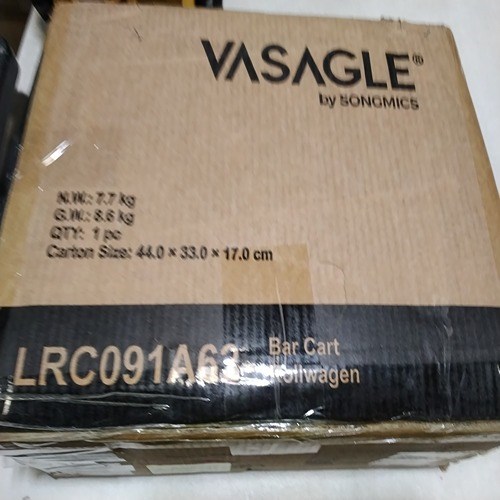 VASAGLE®
by SONGMICS
N.W.: 7.7 kg
G.W.: 8.6 kg
QTY: 1 pc
Carton Size: 44.0 × 33.0 × 17.0 cm
LRC091A63
Bar Cart
Rollwagen